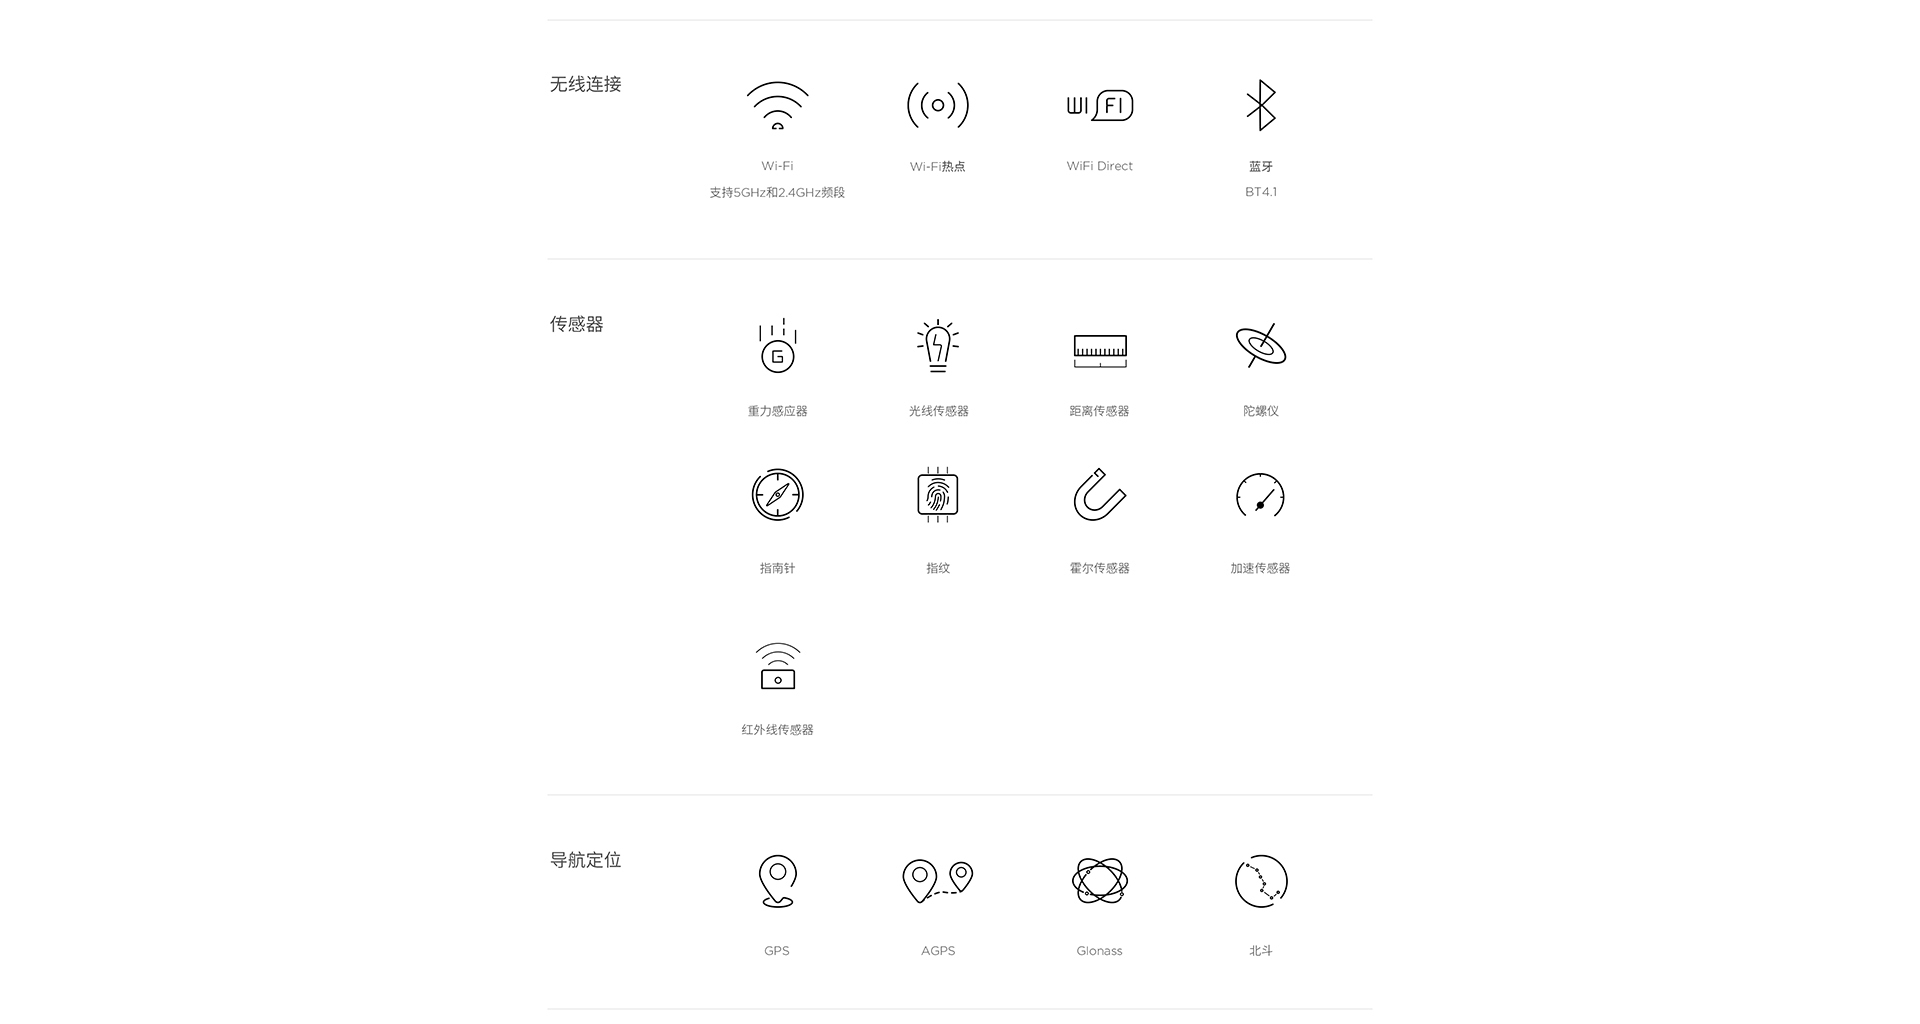 无线连接
WI FI
Wi-Fi
Wi-Fi热点
WiFi Direct
蓝牙
支持5GHz和2.4GHz频段
BT4.1
传感器
G
重力感应器
光线传感器
距离传感器
陀螺仪
指南针
指纹
霍尔传感器
加速传感器
红外线传感器
导航定位
GPS
AGPS
Glonass
北斗